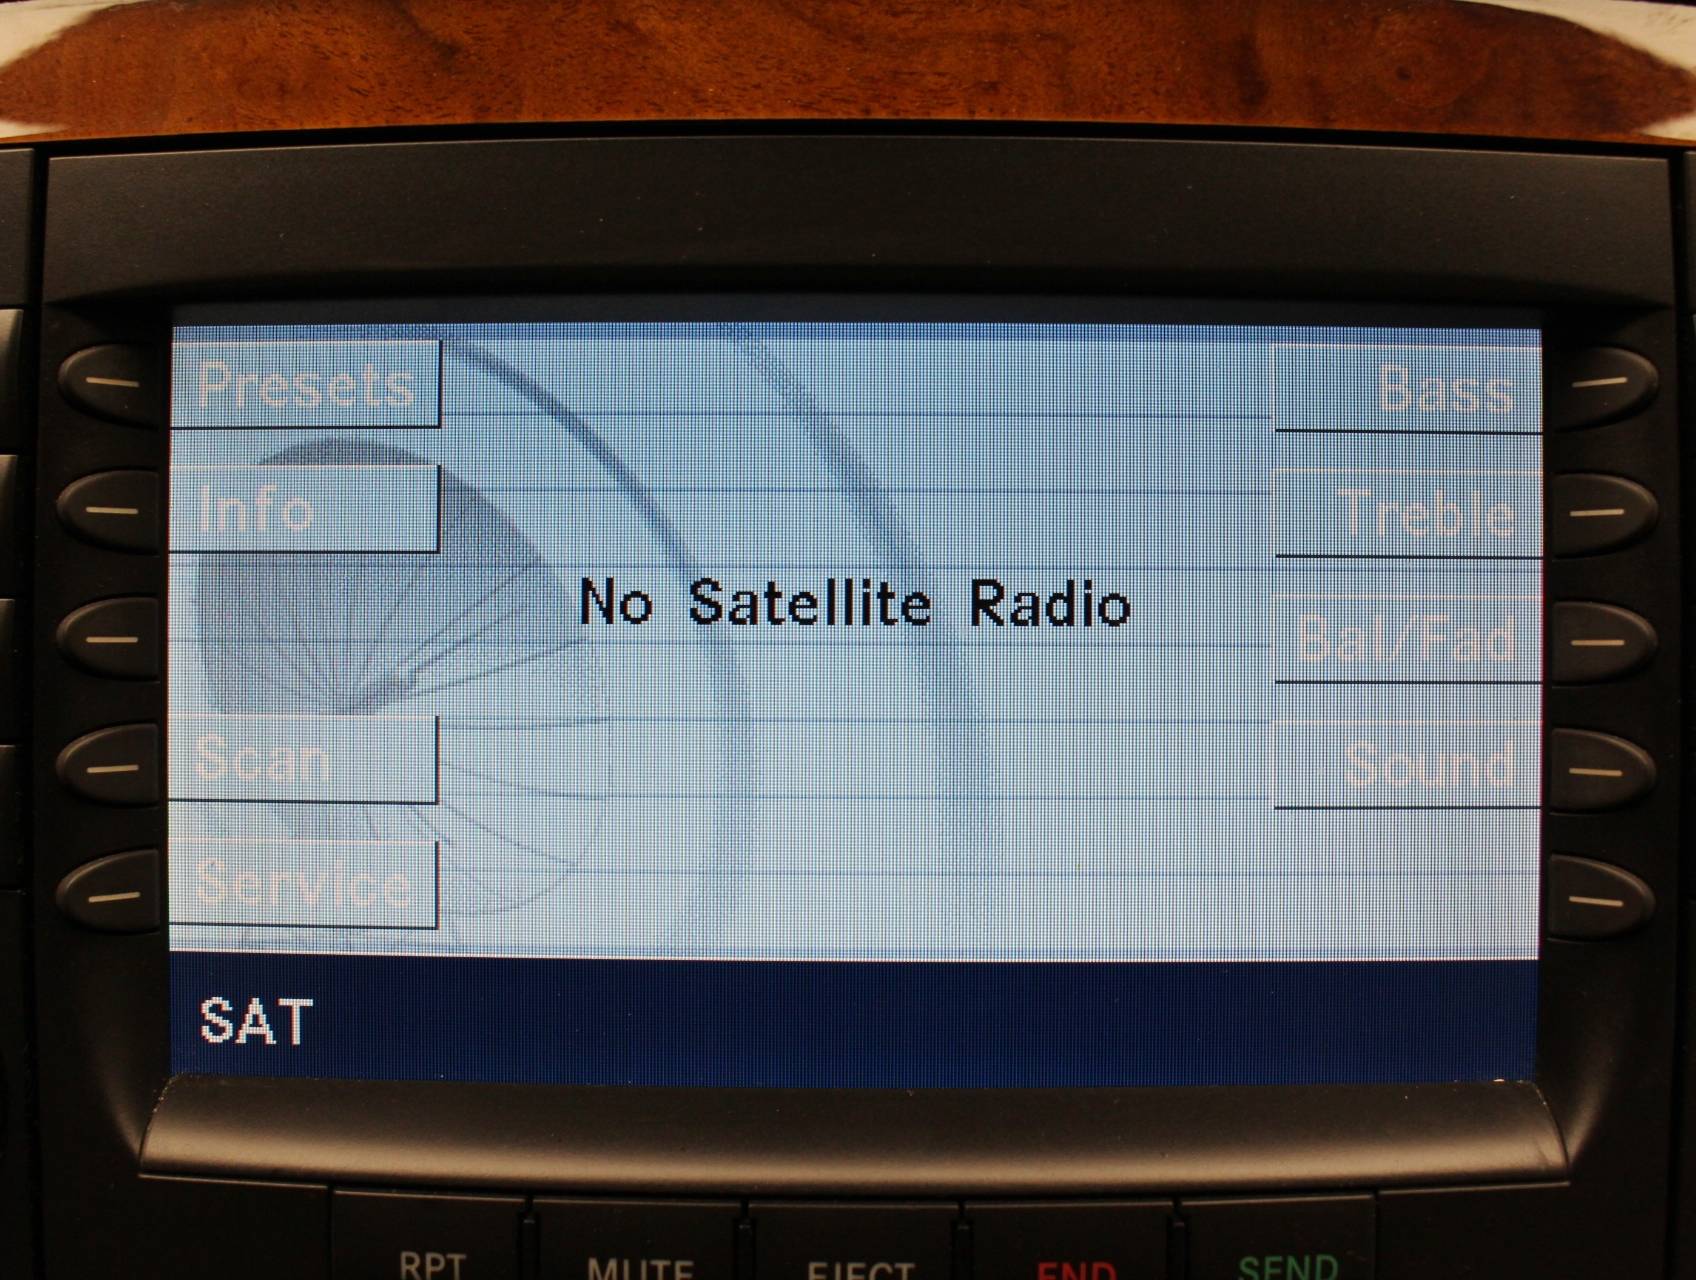 Presets
Bass
Info
Treble
No Satellite Radio
Bal/Fad
Scan
Sound
Service
SAT
RPT MUTE EJECT END SEND